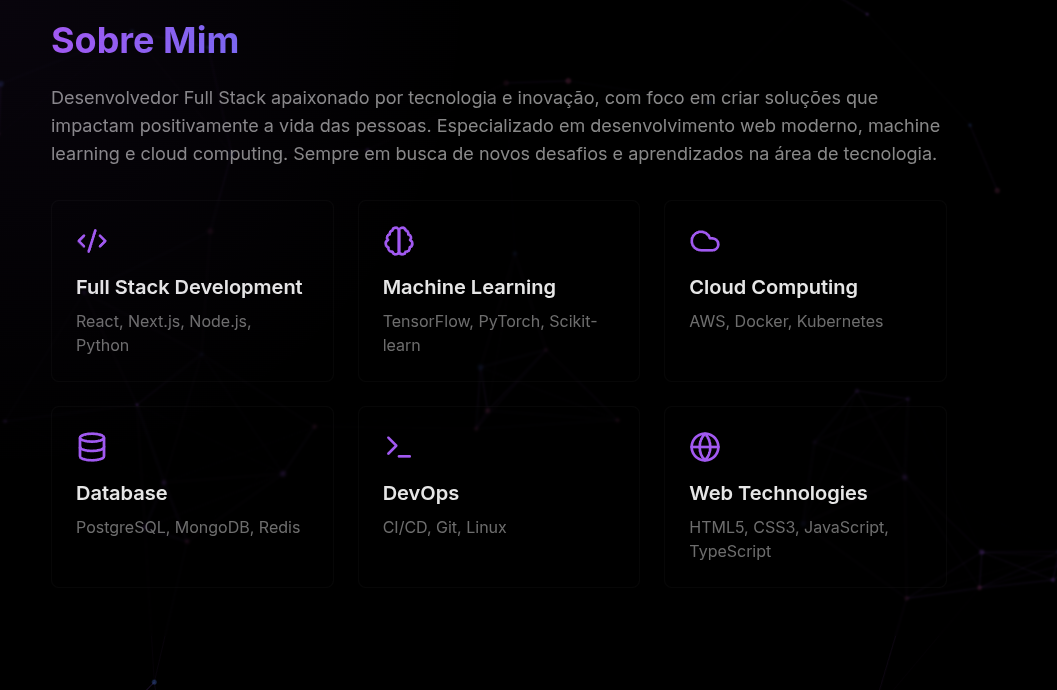 Sobre Mim
Desenvolvedor Full Stack apaixonado por tecnologia e inovação, com foco em criar soluções que
impactam positivamente a vida das pessoas. Especializado em desenvolvimento web moderno, machine
learning e cloud computing. Sempre em busca de novos desafios e aprendizados na área de tecnologia.
Full Stack Development
React, Next.js, Node.js,
Python
Machine Learning
TensorFlow, PyTorch, Scikit-
learn
Cloud Computing
AWS, Docker, Kubernetes
Database
PostgreSQL, MongoDB, Redis
DevOps
CI/CD, Git, Linux
Web Technologies
HTML5, CSS3, JavaScript,
TypeScript